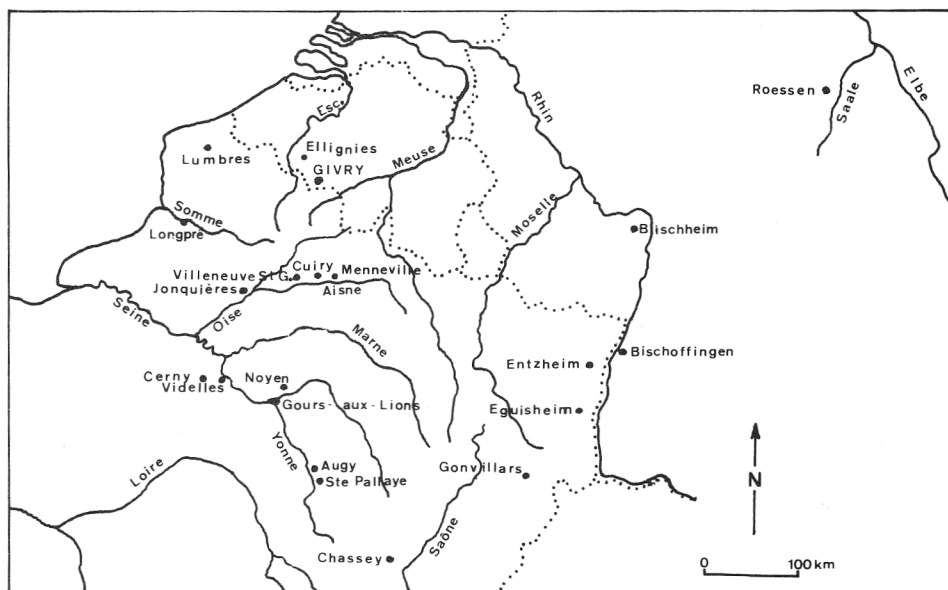 Rhin
Roessen
Saale
Elbe
Esc.
Ellignies
GIVRY
Lumbres
Meuse
Somme
Longpré
Moselle
Bischheim
Cuiry
Villeneuve St G.
Menneville
Jonquières
Aisne
Seine
Oise
Marne
Entzheim
Bischoffingen
Cerny
Videlles
Noyen
Gours-aux-Lions
Eguisheim
Yonne
Augy
Ste Pallaye
Gonvillars
Loire
Saône
Chassey
N
0
100 km